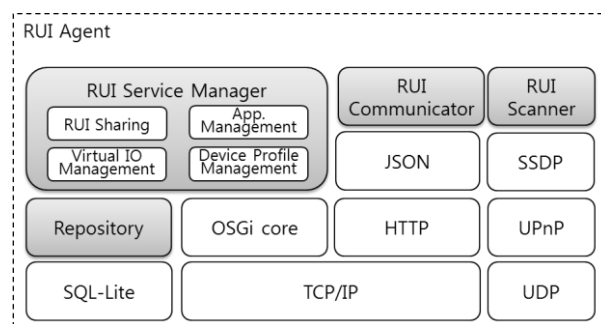 RUI Agent
RUI Service Manager
RUI Sharing
App.
Management
Virtual IO
Management
Device Profile
Management
RUI
Communicator
RUI
Scanner
JSON
SSDP
Repository
OSGi core
HTTP
UPnP
SQL-Lite
TCP/IP
UDP